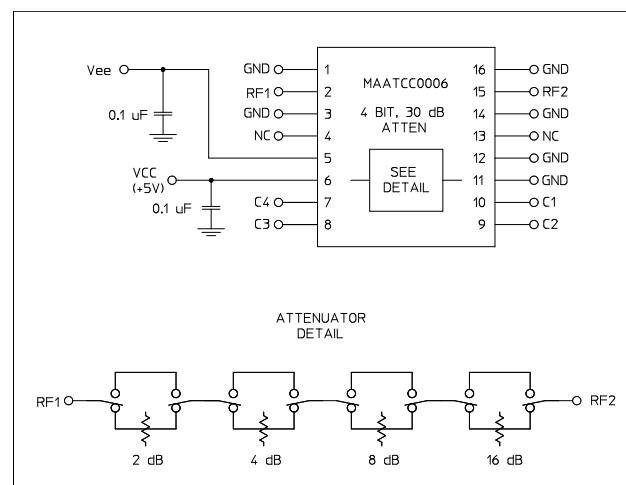 Vee
0.1 uF
VCC
(+5V)
0.1 uF
GND 1
RF1 2
GND 3
NC 4
5
6
C4 7
C3 8
MAATCC0006
4 BIT, 30 dB
ATTEN
SEE
DETAIL
16 GND
15 RF2
14 GND
13 NC
12 GND
11 GND
10 C1
9 C2
ATTENUATOR
DETAIL
RF1
RF2
2 dB
4 dB
8 dB
16 dB